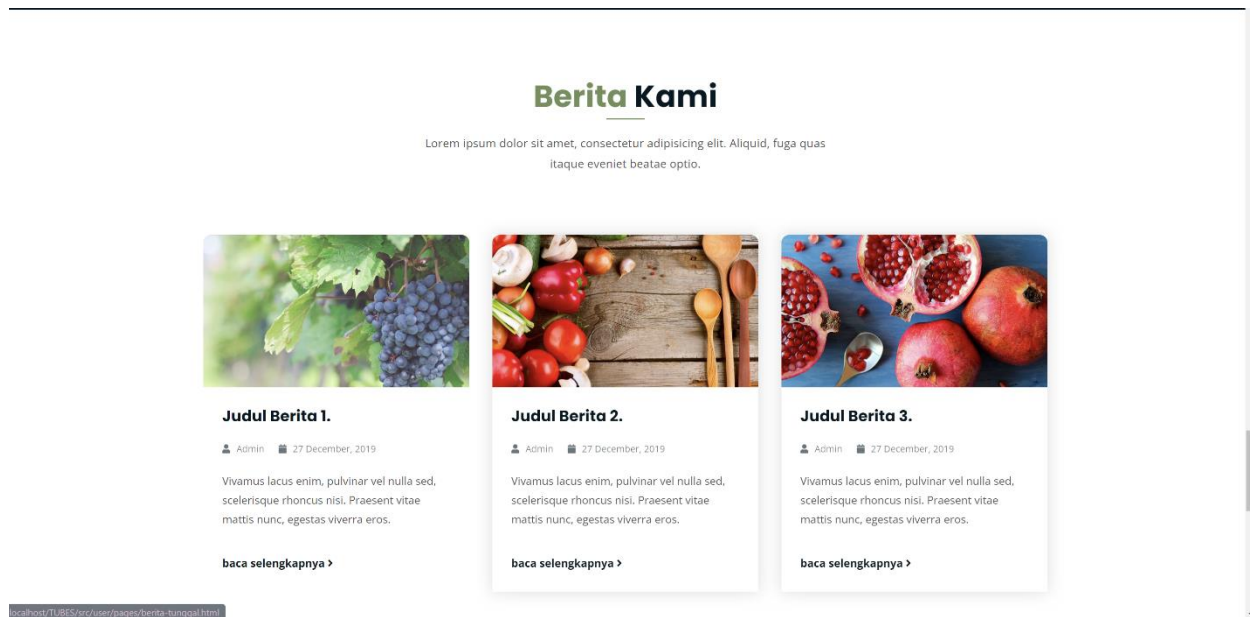 Berita Kami
Lorem ipsum dolor sit amet, consectetur adipisicing elit. Aliquid, fuga quas
itaque eveniet beatae optio.
Judul Berita 1.
Admin 27 December, 2019
Vivamus lacus enim, pulvinar vel nulla sed,
scelerisque rhoncus nisi. Praesent vitae
mattis nunc, egestas viverra eros.
baca selengkapnya >
Judul Berita 2.
Admin 27 December, 2019
Vivamus lacus enim, pulvinar vel nulla sed,
scelerisque rhoncus nisi. Praesent vitae
mattis nunc, egestas viverra eros.
baca selengkapnya >
Judul Berita 3.
Admin 27 December, 2019
Vivamus lacus enim, pulvinar vel nulla sed,
scelerisque rhoncus nisi. Praesent vitae
mattis nunc, egestas viverra eros.
baca selengkapnya >
localhost/TUBES/src/user/pages/berita-tunggal.html